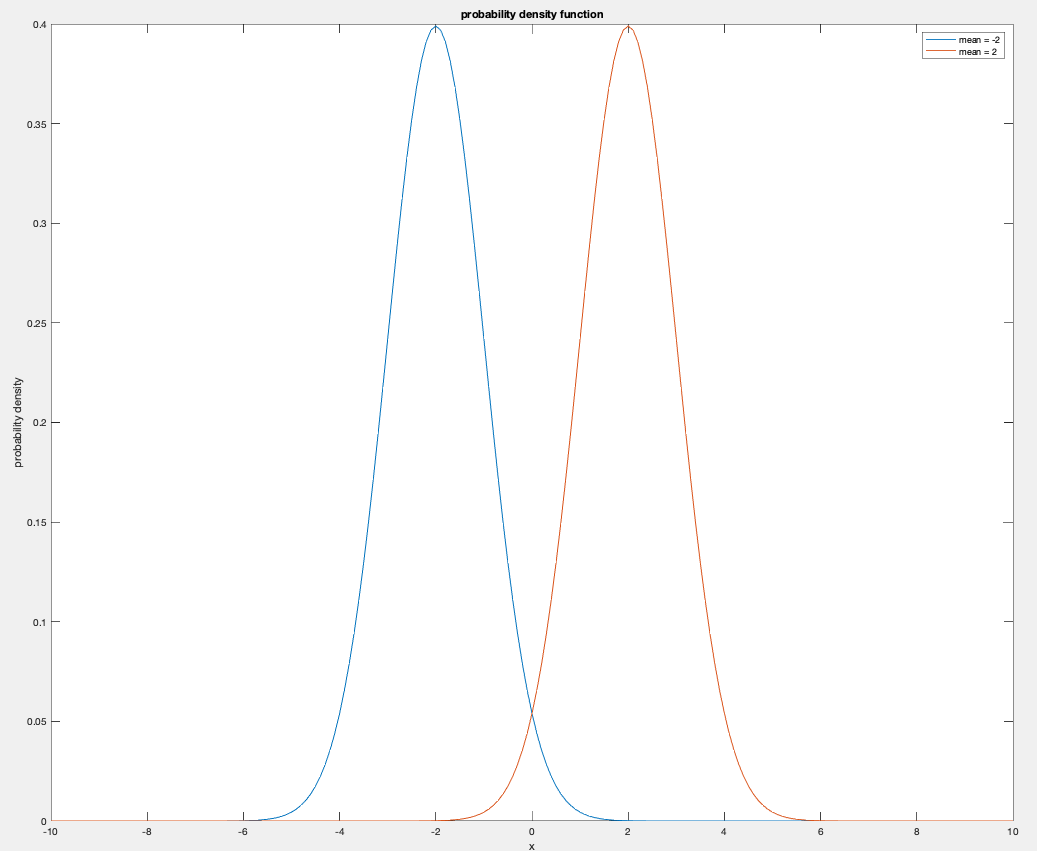 probability density function
mean = -2
mean = 2
0.4
0.35
0.3
0.25
0.2
0.15
0.1
0.05
0
probability density
-10 -8 -6 -4 -2 0 2 4 6 8 10
x